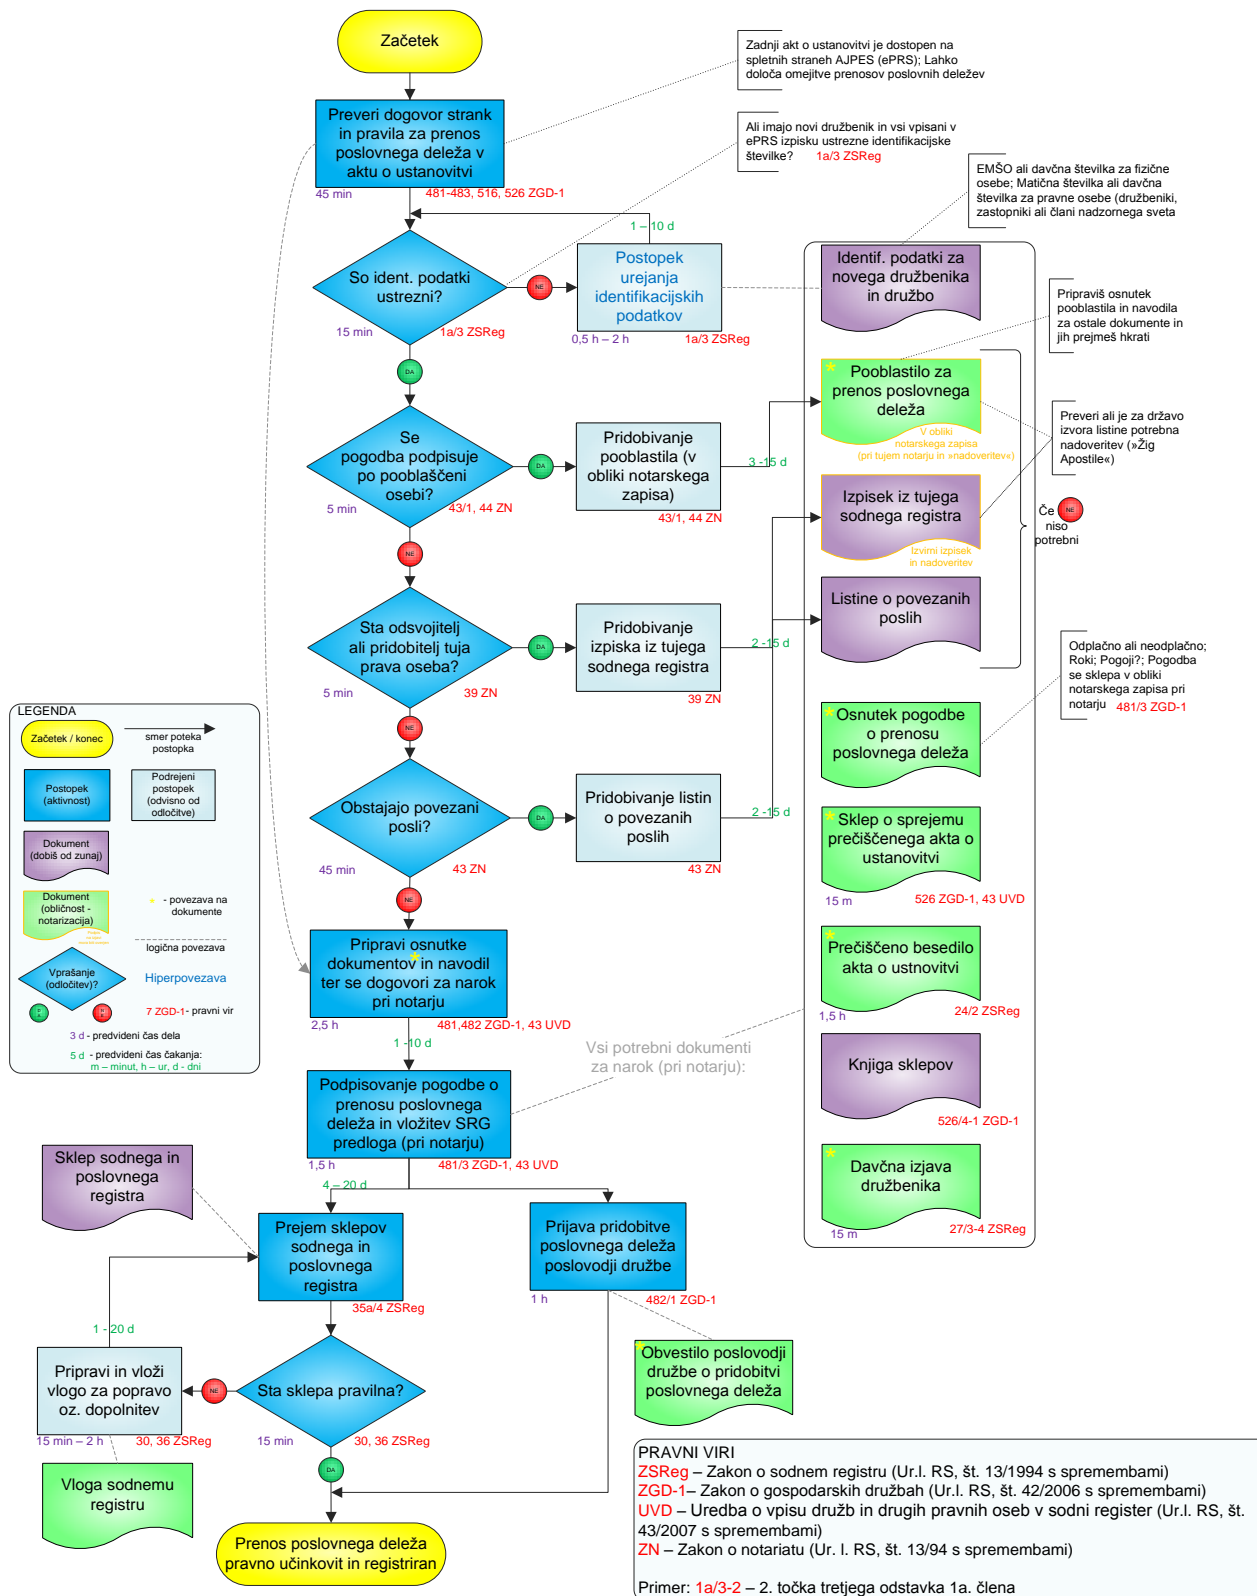 Začetek
Zadnji akt o ustanovitvi je dostopen na
spletnih straneh AJPES (ePRS); Lahko
določa omejitve prenosov poslovnih deležev
Preveri dogovor strank
in pravila za prenos
poslovnega deleža v
aktu o ustanovitvi
45 min
481-483, 516, 526 ZGD-1
Ali imajo novi družbenik in vsi vpisani v
ePRS izpisku ustrezne identifikacijske
številke? 1a/3 ZSReg
EMŠO ali davčna številka za fizične
osebe; Matična številka ali davčna
številka za pravne osebe (družbeniki,
zastopniki ali člani nadzornega sveta
1 – 10 d
So ident. podatki
ustrezni?
15 min
1a/3 ZSReg
NE
Postopek
urejanja
identifikacijskih
podatkov
0,5 h – 2 h
1a/3 ZSReg
Identif. podatki za
novega družbenika
in družbo
Pripraviš osnutek
pooblastila in navodila
za ostale dokumente in
jih prejmeš hkrati
DA
Se
pogodba podpisuje
po pooblaščeni
osebi?
5 min
43/1, 44 ZN
DA
Pridobivanje
pooblastila (v
obliki notarskega
zapisa)
43/1, 44 ZN
3 -15 d
* Pooblastilo za
prenos poslovnega
deleža
V obliki
notarskega zapisa
(pri tujem notarju in »nadoveritev«)
Preveri ali je za državo
izvora listine potrebna
nadoveritev (»Žig
Apostile«)
Izpisek iz tujega
sodnega registra
Izvirni izpisek
in nadoveritev
Če NE
niso
potrebni
NE
Sta odsvojitelj
ali pridobitelj tuja
prava oseba?
5 min
39 ZN
DA
Pridobivanje
izpiska iz tujega
sodnega registra
39 ZN
2 -15 d
Listine o povezanih
poslih
Odplačno ali neodplačno;
Roki; Pogoji?; Pogodba
se sklepa v obliki
notarskega zapisa pri
notarju 481/3 ZGD-1
NE
Obstajajo povezani
posli?
45 min
43 ZN
DA
Pridobivanje listin
o povezanih
poslih
43 ZN
2 -15 d
* Osnutek pogodbe
o prenosu
poslovnega deleža
* Sklep o sprejemu
prečiščenega akta o
ustanovitvi
15 m
526 ZGD-1, 43 UVD
LEGENDA
Začetek / konec
smer poteka
postopka
Postopek
(aktivnost)
Podrejeni
postopek
(odvisno od
odločitve)
Dokument
(dobiš od zunaj)
Dokument
(obličnost -
notarizacija)
* - povezava na
dokumente
logična povezava
Vprašanje
(odločitev)?
Hiperpovezava
7 ZGD-1- pravni vir
3 d - predvideni čas dela
5 d - predvideni čas čakanja:
m – minut, h – ur, d - dni
NE
Pripravi osnutke
dokumentov in navodil *
ter se dogovori za narok
pri notarju
2,5 h
481,482 ZGD-1, 43 UVD
* Prečiščeno besedilo
akta o ustnovitvi
1,5 h
24/2 ZSReg
1 -10 d
Vsi potrebni dokumenti
za narok (pri notarju):
Knjiga sklepov
526/4-1 ZGD-1
Podpisovanje pogodbe o
prenosu poslovnega
deleža in vložitev SRG
predloga (pri notarju)
1,5 h
481/3 ZGD-1, 43 UVD
* Davčna izjava
družbenika
15 m
27/3-4 ZSReg
4 – 20 d
Sklep sodnega in
poslovnega
registra
Prejem sklepov
sodnega in
poslovnega
registra
35a/4 ZSReg
Prijava pridobitve
poslovnega deleža
poslovodji družbe
1 h
482/1 ZGD-1
1 - 20 d
* Obvestilo poslovodji
družbe o pridobitvi
poslovnega deleža
Pripravi in vloži
vlogo za popravo
oz. dopolnitev
15 min – 2 h
30, 36 ZSReg
NE
Sta sklepa pravilna?
15 min
30, 36 ZSReg
Vloga sodnemu
registru
DA
Prenos poslovnega deleža
pravno učinkovit in registriran
PRAVNI VIRI
ZSReg – Zakon o sodnem registru (Ur.l. RS, št. 13/1994 s spremembami)
ZGD-1– Zakon o gospodarskih družbah (Ur.l. RS, št. 42/2006 s spremembami)
UVD – Uredba o vpisu družb in drugih pravnih oseb v sodni register (Ur.l. RS, št.
43/2007 s spremembami)
ZN – Zakon o notariatu (Ur. l. RS, št. 13/94 s spremembami)
Primer: 1a/3-2 – 2. točka tretjega odstavka 1a. člena